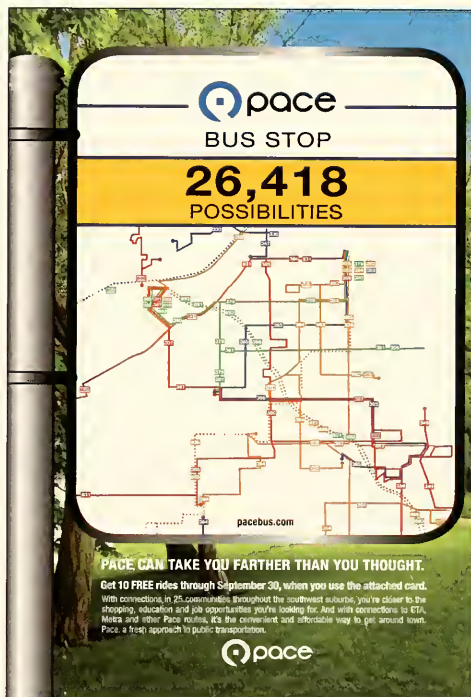 pace
BUS STOP
26,418
POSSIBILITIES
pacebus.com
PACE CAN TAKE YOU FARTHER THAN YOU THOUGHT.
Get 10 FREE rides through September 30, when you use the attached card.
With connections in 25 communities throughout the southwest suburbs, you're closer to the
shopping, education and job opportunities you're looking for. And with connections to CTA,
Metra and other Pace routes, it's the convenient and affordable way to get around town.
Pace, a fresh approach to public transportation.
pace